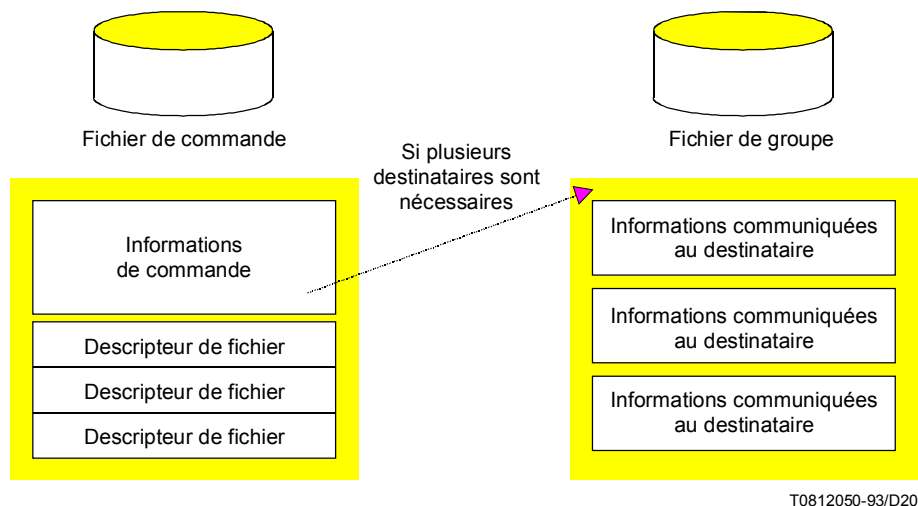 Fichier de commande
Fichier de groupe
Si plusieurs
destinataires sont
nécessaires
Informations
de commande
Descripteur de fichier
Descripteur de fichier
Descripteur de fichier
Informations communiquées
au destinataire
Informations communiquées
au destinataire
Informations communiquées
au destinataire
T0812050-93/D20